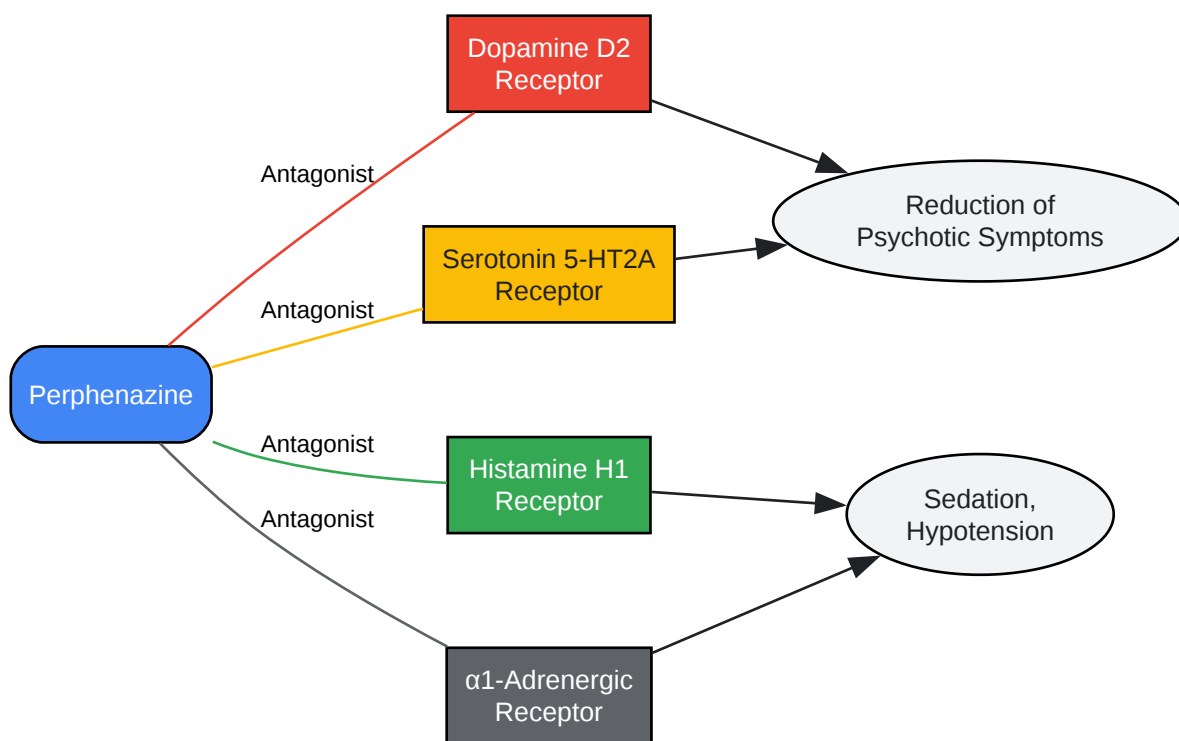 Dopamine D2
Receptor
Antagonist
Reduction of
Psychotic Symptoms
Serotonin 5-HT2A
Receptor
Antagonist
Perphenazine
Antagonist
Histamine H1
Receptor
Sedation,
Hypotension
Antagonist
α1-Adrenergic
Receptor